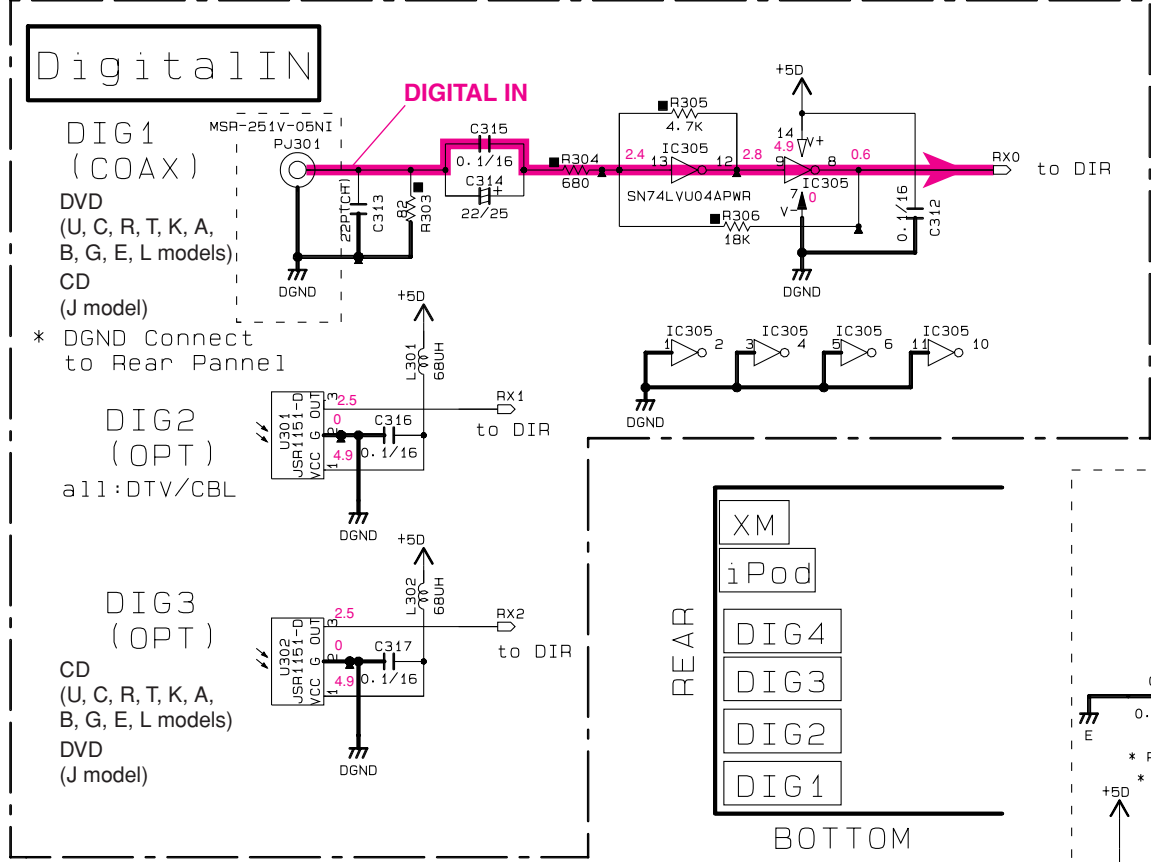 DigitalIN
DIGITAL IN
DIG1
(COAX)
DVD
(U, C, R, T, K, A,
B, G, E, L models)
CD
(J model)
* DGND Connect
to Rear Pannel
MSR-251V-05NI
PJ301
22P(CH)
C313
82
R303
DGND
C315
0.1/16
C314
22/25
R304
680
R305
4.7K
2.4
13
IC305
12
2.8
SN74LVU04APWR
R306
18K
+5D
14
V+
4.9
9
8
0.6
IC305
7
0
V-
0.1/16
C312
DGND
RX0
to DIR
IC305
1
2
IC305
3
4
IC305
5
6
IC305
11
10
DGND
DIG2
(OPT)
all:DTV/CBL
+5D
L301
68UH
U301
JSR1151-D
OUT
G
VCC
3
2
1
2.5
0
4.9
C316
0.1/16
DGND
RX1
to DIR
DIG3
(OPT)
CD
(U, C, R, T, K, A,
B, G, E, L models)
DVD
(J model)
+5D
L302
68UH
U302
JSR1151-D
OUT
G
VCC
3
2
1
2.5
0
4.9
C317
0.1/16
DGND
RX2
to DIR
REAR
XM
iPod
DIG4
DIG3
DIG2
DIG1
BOTTOM
E
0.
*
*
+5D